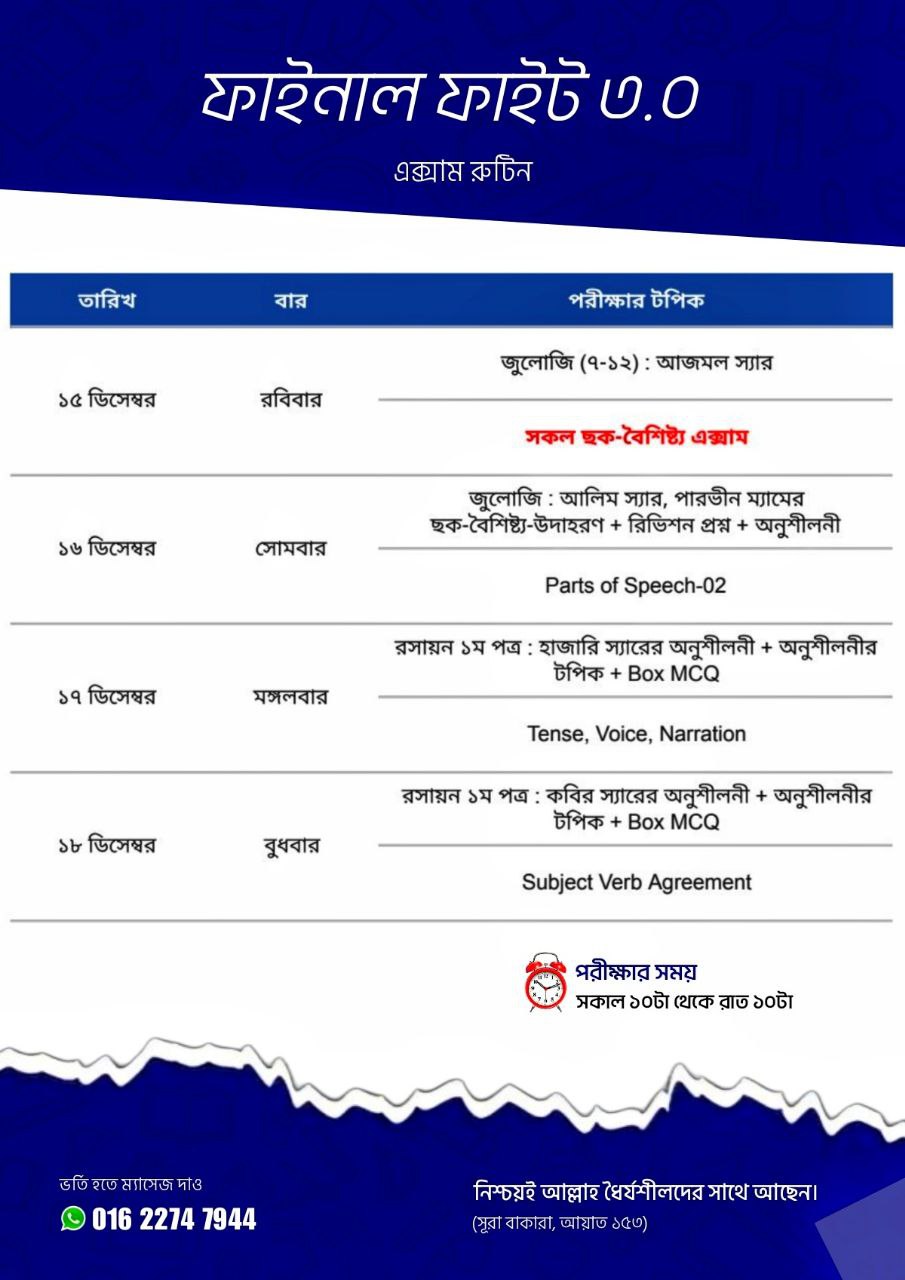 ফাইনাল ফাইট ৩.০
এক্সাম রুটিন
তারিখ বার পরীক্ষার টপিক
১৫ ডিসেম্বর রবিবার জুলোজি (৭-১২) : আজমল স্যার
সকল ছক-বৈশিষ্ট্য এক্সাম
১৬ ডিসেম্বর সোমবার জুলোজি : আলিম স্যার, পারভীন ম্যামের
ছক-বৈশিষ্ট্য-উদাহরণ + রিভিশন প্রশ্ন + অনুশীলনী
Parts of Speech-02
১৭ ডিসেম্বর মঙ্গলবার রসায়ন ১ম পত্র : হাজারি স্যারের অনুশীলনী + অনুশীলনীর
টপিক + Box MCQ
Tense, Voice, Narration
১৮ ডিসেম্বর বুধবার রসায়ন ১ম পত্র : কবির স্যারের অনুশীলনী + অনুশীলনীর
টপিক + Box MCQ
Subject Verb Agreement
পরীক্ষার সময়
সকাল ১০টা থেকে রাত ১০টা
ভর্তি হতে ম্যাসেজ দাও
016 2274 7944
নিশ্চয়ই আল্লাহ ধৈর্যশীলদের সাথে আছেন।
(সূরা বাকারা, আয়াত ১৫৩)